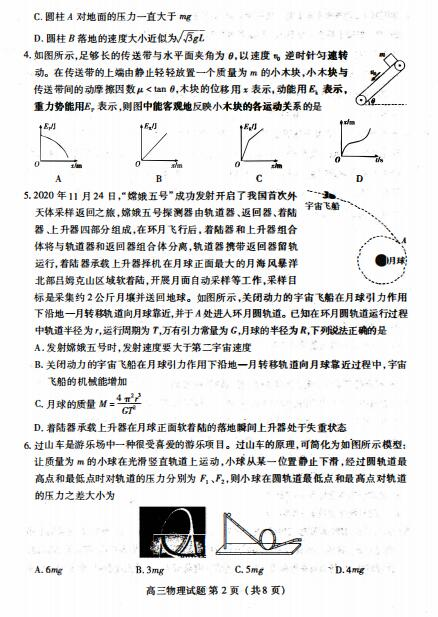 C. 圆柱 A 对地面的压力一直大于 mg
D. 圆柱 B 落地的速度大小近似为√(√3gL)
4. 如图所示,足够长的传送带与水平面夹角为 θ,以速度 v₀ 逆时针匀速转
动。在传送带的上端由静止轻轻放置一个质量为 m 的小木块,小木块与
传送带间的动摩擦因数 μ<tan θ,木块的位移用 x 表示,动能用 Eₖ 表示,
重力势能用Eₚ 表示,则图中能客观地反映小木块的各运动关系的是
m
v₀
θ
Eₚ/J
O
x/m
A
Eₖ/J
O
x/m
B
Eₖ/J
O
x/m
C
x/m
O
t/s
D
5. 2020 年 11 月 24 日,“嫦娥五号”成功发射开启了我国首次外
天体采样返回之旅,嫦娥五号探测器由轨道器、返回器、着陆
器、上升器四部分组成,在环月飞行后,着陆器和上升器组合
体将与轨道器和返回器组合体分离,轨道器携带返回器留轨
运行,着陆器承载上升器择机在月球正面最大的月海风暴洋
北部吕姆克山区域软着陆,开展月面自动采样等工作,采样目
标是采集约 2 公斤月壤并送回地球。如图所示,关闭动力的宇宙飞船在月球引力作用
下沿地—月转移轨道向月球靠近,并于 A 处进入环月圆轨道。已知在环月圆轨道运行过程
中轨道半径为 r,运行周期为 T,万有引力常量为 G,月球的半径为 R,下列说法正确的是
宇宙飞船
A
月球
A. 发射嫦娥五号时,发射速度要大于第二宇宙速度
B. 关闭动力的宇宙飞船在月球引力作用下沿地—月转移轨道向月球靠近过程中,宇宙
飞船的机械能增加
C. 月球的质量 M=4π²r³/GT²
D. 着陆器承载上升器在月球正面软着的落地瞬间上升器处于失重状态
6. 过山车是游乐场中一种很受喜爱的游乐项目。过山车的原理,可简化为如图所示模型:
让质量为 m 的小球在光滑竖直轨道上运动,小球从某一位置静止下滑,经过圆轨道最
高点和最低点时对轨道的压力分别为 F₁、F₂,则小球在圆轨道最低点和最高点对轨道
的压力之差大小为
A. 6mg B. 3mg C. 5mg D. 4mg
高三物理试题 第 2 页 (共 8 页)